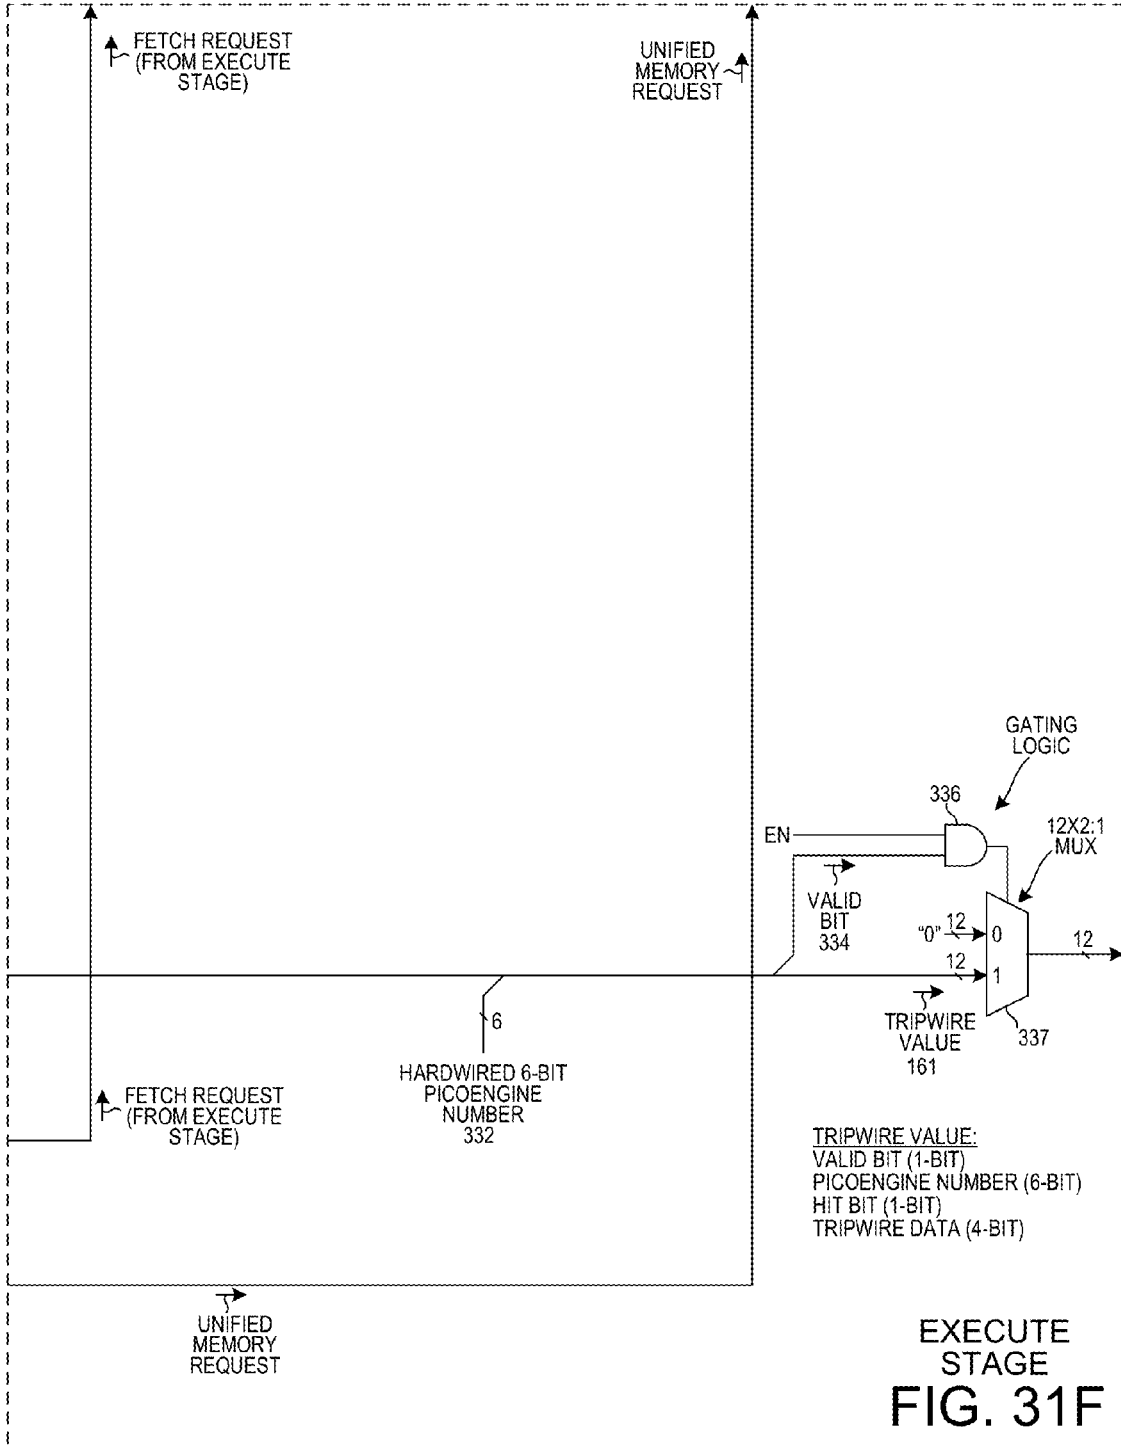 FETCH REQUEST
(FROM EXECUTE
STAGE)
UNIFIED
MEMORY
REQUEST
GATING
LOGIC
336
EN
12X2:1
MUX
VALID
BIT
334
"0"
12
0
12
12
1
TRIPWIRE
VALUE
161
337
6
HARDWIRED 6-BIT
PICOENGINE
NUMBER
332
FETCH REQUEST
(FROM EXECUTE
STAGE)
TRIPWIRE VALUE:
VALID BIT (1-BIT)
PICOENGINE NUMBER (6-BIT)
HIT BIT (1-BIT)
TRIPWIRE DATA (4-BIT)
UNIFIED
MEMORY
REQUEST
EXECUTE
STAGE
FIG. 31F